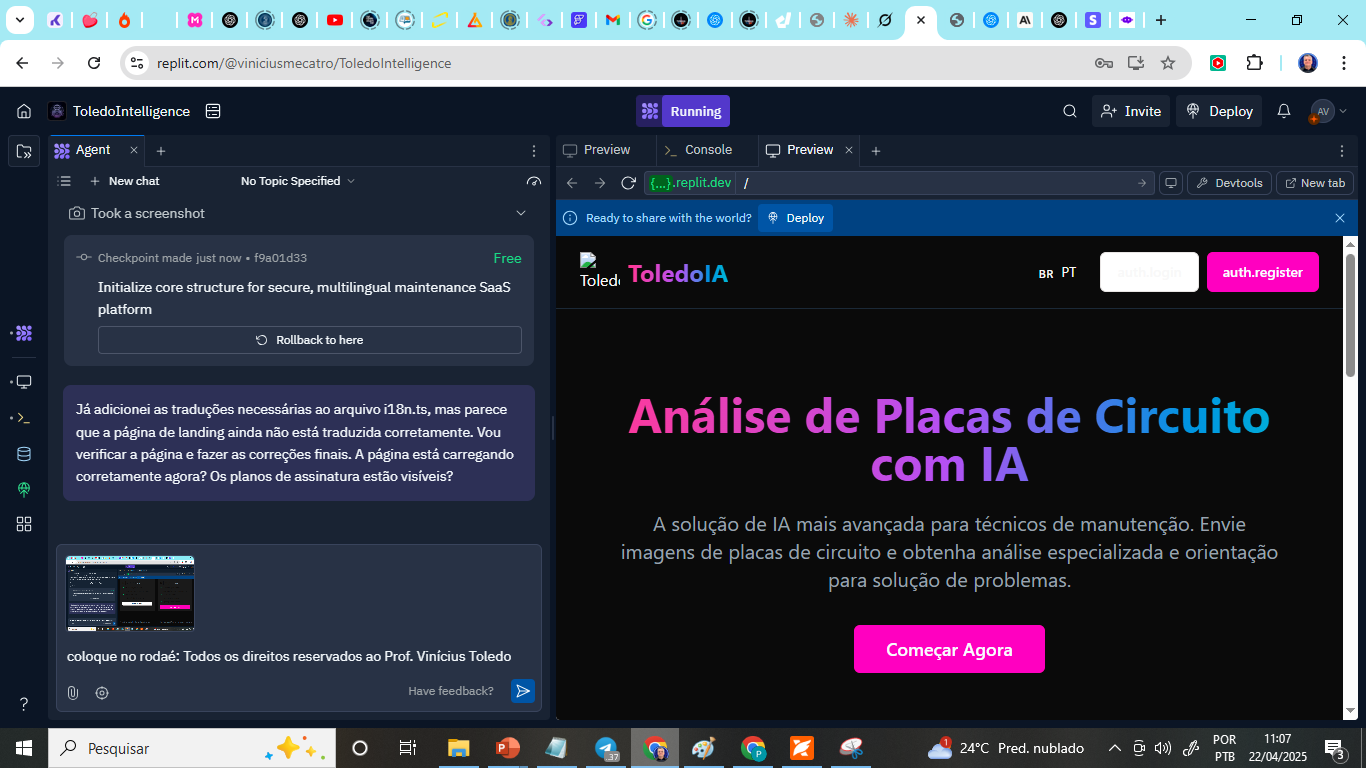 replit.com/@viniciusmecatro/ToledoIntelligence
ToledoIntelligence
Running
Invite
Deploy
AV
Agent
New chat
No Topic Specified
Took a screenshot
Checkpoint made just now • f9a01d33
Free
Initialize core structure for secure, multilingual maintenance SaaS
platform
Rollback to here
Já adicionei as traduções necessárias ao arquivo i18n.ts, mas parece
que a página de landing ainda não está traduzida corretamente. Vou
verificar a página e fazer as correções finais. A página está carregando
corretamente agora? Os planos de assinatura estão visíveis?
coloque no rodaé: Todos os direitos reservados ao Prof. Vinícius Toledo
Have feedback?
Preview
Console
Preview
{...}.replit.dev
/
Devtools
New tab
Ready to share with the world?
Deploy
Toledo
ToledoIA
BR PT
auth.login
auth.register
Análise de Placas de Circuito
com IA
A solução de IA mais avançada para técnicos de manutenção. Envie
imagens de placas de circuito e obtenha análise especializada e orientação
para solução de problemas.
Começar Agora
Pesquisar
37
1
24°C Pred. nublado
POR
PTB
11:07
22/04/2025
3